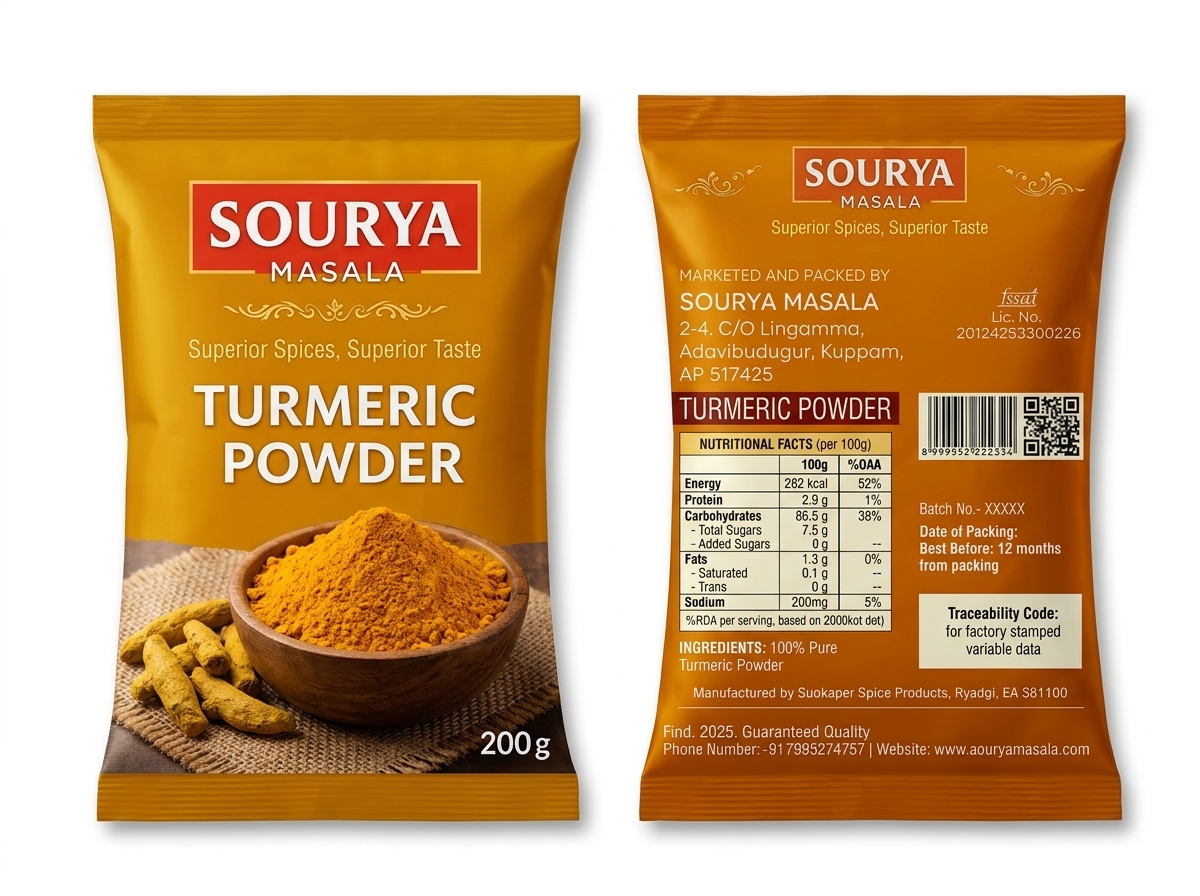 SOURYA
MASALA
Superior Spices, Superior Taste
TURMERIC
POWDER
200g
SOURYA
MASALA
Superior Spices, Superior Taste
MARKETED AND PACKED BY
SOURYA MASALA
2-4, C/O Lingamma,
Adavibudugur, Kuppam,
AP 517425
fssai
Lic. No.
20124253300226
TURMERIC POWDER
8999552222334
NUTRITIONAL FACTS (per 100g)
100g %OAA
Energy 282 kcal 52%
Protein 2.9 g 1%
Carbohydrates 86.5 g 38%
- Total Sugars 7.5 g
- Added Sugars 0 g --
Fats 1.3 g 0%
- Saturated 0.1 g --
- Trans 0 g --
Sodium 200mg 5%
%RDA per serving, based on 2000kot det)
INGREDIENTS: 100% Pure
Turmeric Powder
Batch No.- XXXXX
Date of Packing:
Best Before: 12 months
from packing
Traceability Code:
for factory stamped
variable data
Manufactured by Suokaper Spice Products, Ryadgi, EA S81100
Find. 2025. Guaranteed Quality
Phone Number:-917995274757 | Website: www.aouryamasala.com